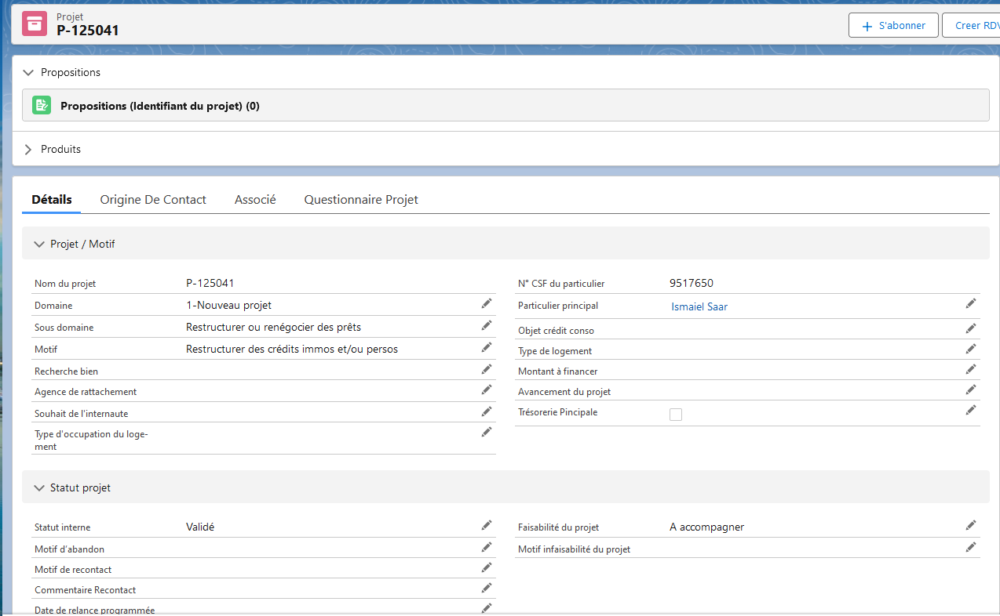 Projet
P-125041
S'abonner
Creer RDV
Propositions
Propositions (Identifiant du projet) (0)
Produits
Détails
Origine De Contact
Associé
Questionnaire Projet
Projet / Motif
Nom du projet P-125041
N° CSF du particulier 9517650
Domaine 1-Nouveau projet
Particulier principal Ismaiel Saar
Sous domaine Restructurer ou renégocier des prêts
Objet crédit conso
Motif Restructurer des crédits immos et/ou persos
Type de logement
Recherche bien
Montant à financer
Agence de rattachement
Avancement du projet
Souhait de l'internaute
Trésorerie Pincipale
Type d'occupation du loge-
ment
Statut projet
Statut interne Validé
Faisabilité du projet A accompagner
Motif d'abandon
Motif infaisabilité du projet
Motif de recontact
Commentaire Recontact
Date de relance programmée